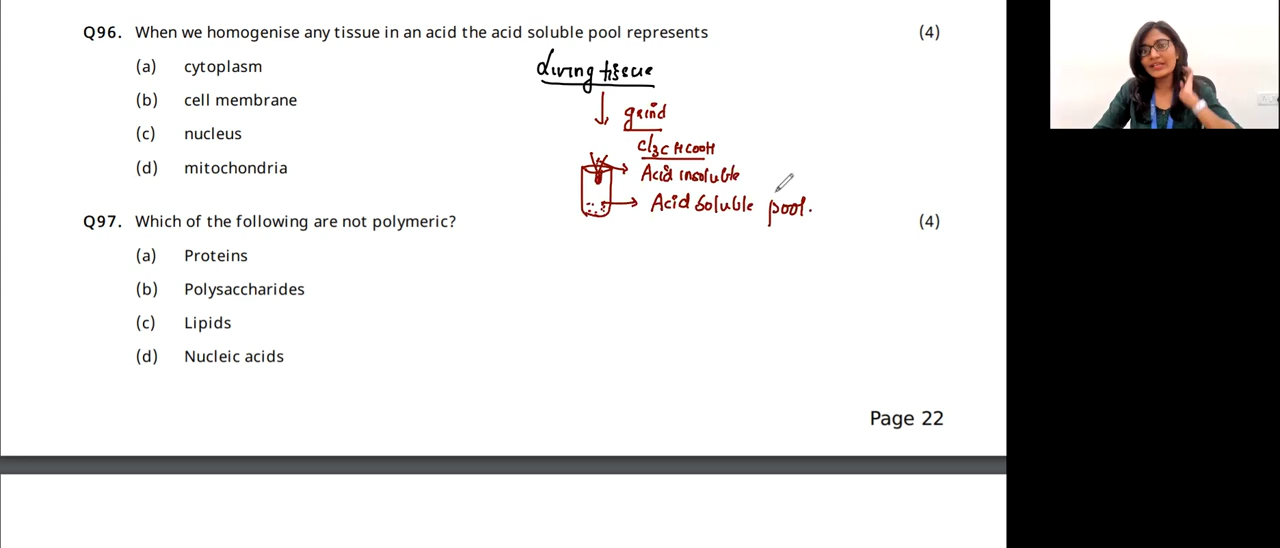 Q96. When we homogenise any tissue in an acid the acid soluble pool represents (4)
(a) cytoplasm
(b) cell membrane
(c) nucleus
(d) mitochondria
living tissue
grind
Cl3CCOOH
Acid insoluble
Acid Soluble pool.
Q97. Which of the following are not polymeric? (4)
(a) Proteins
(b) Polysaccharides
(c) Lipids
(d) Nucleic acids
Page 22